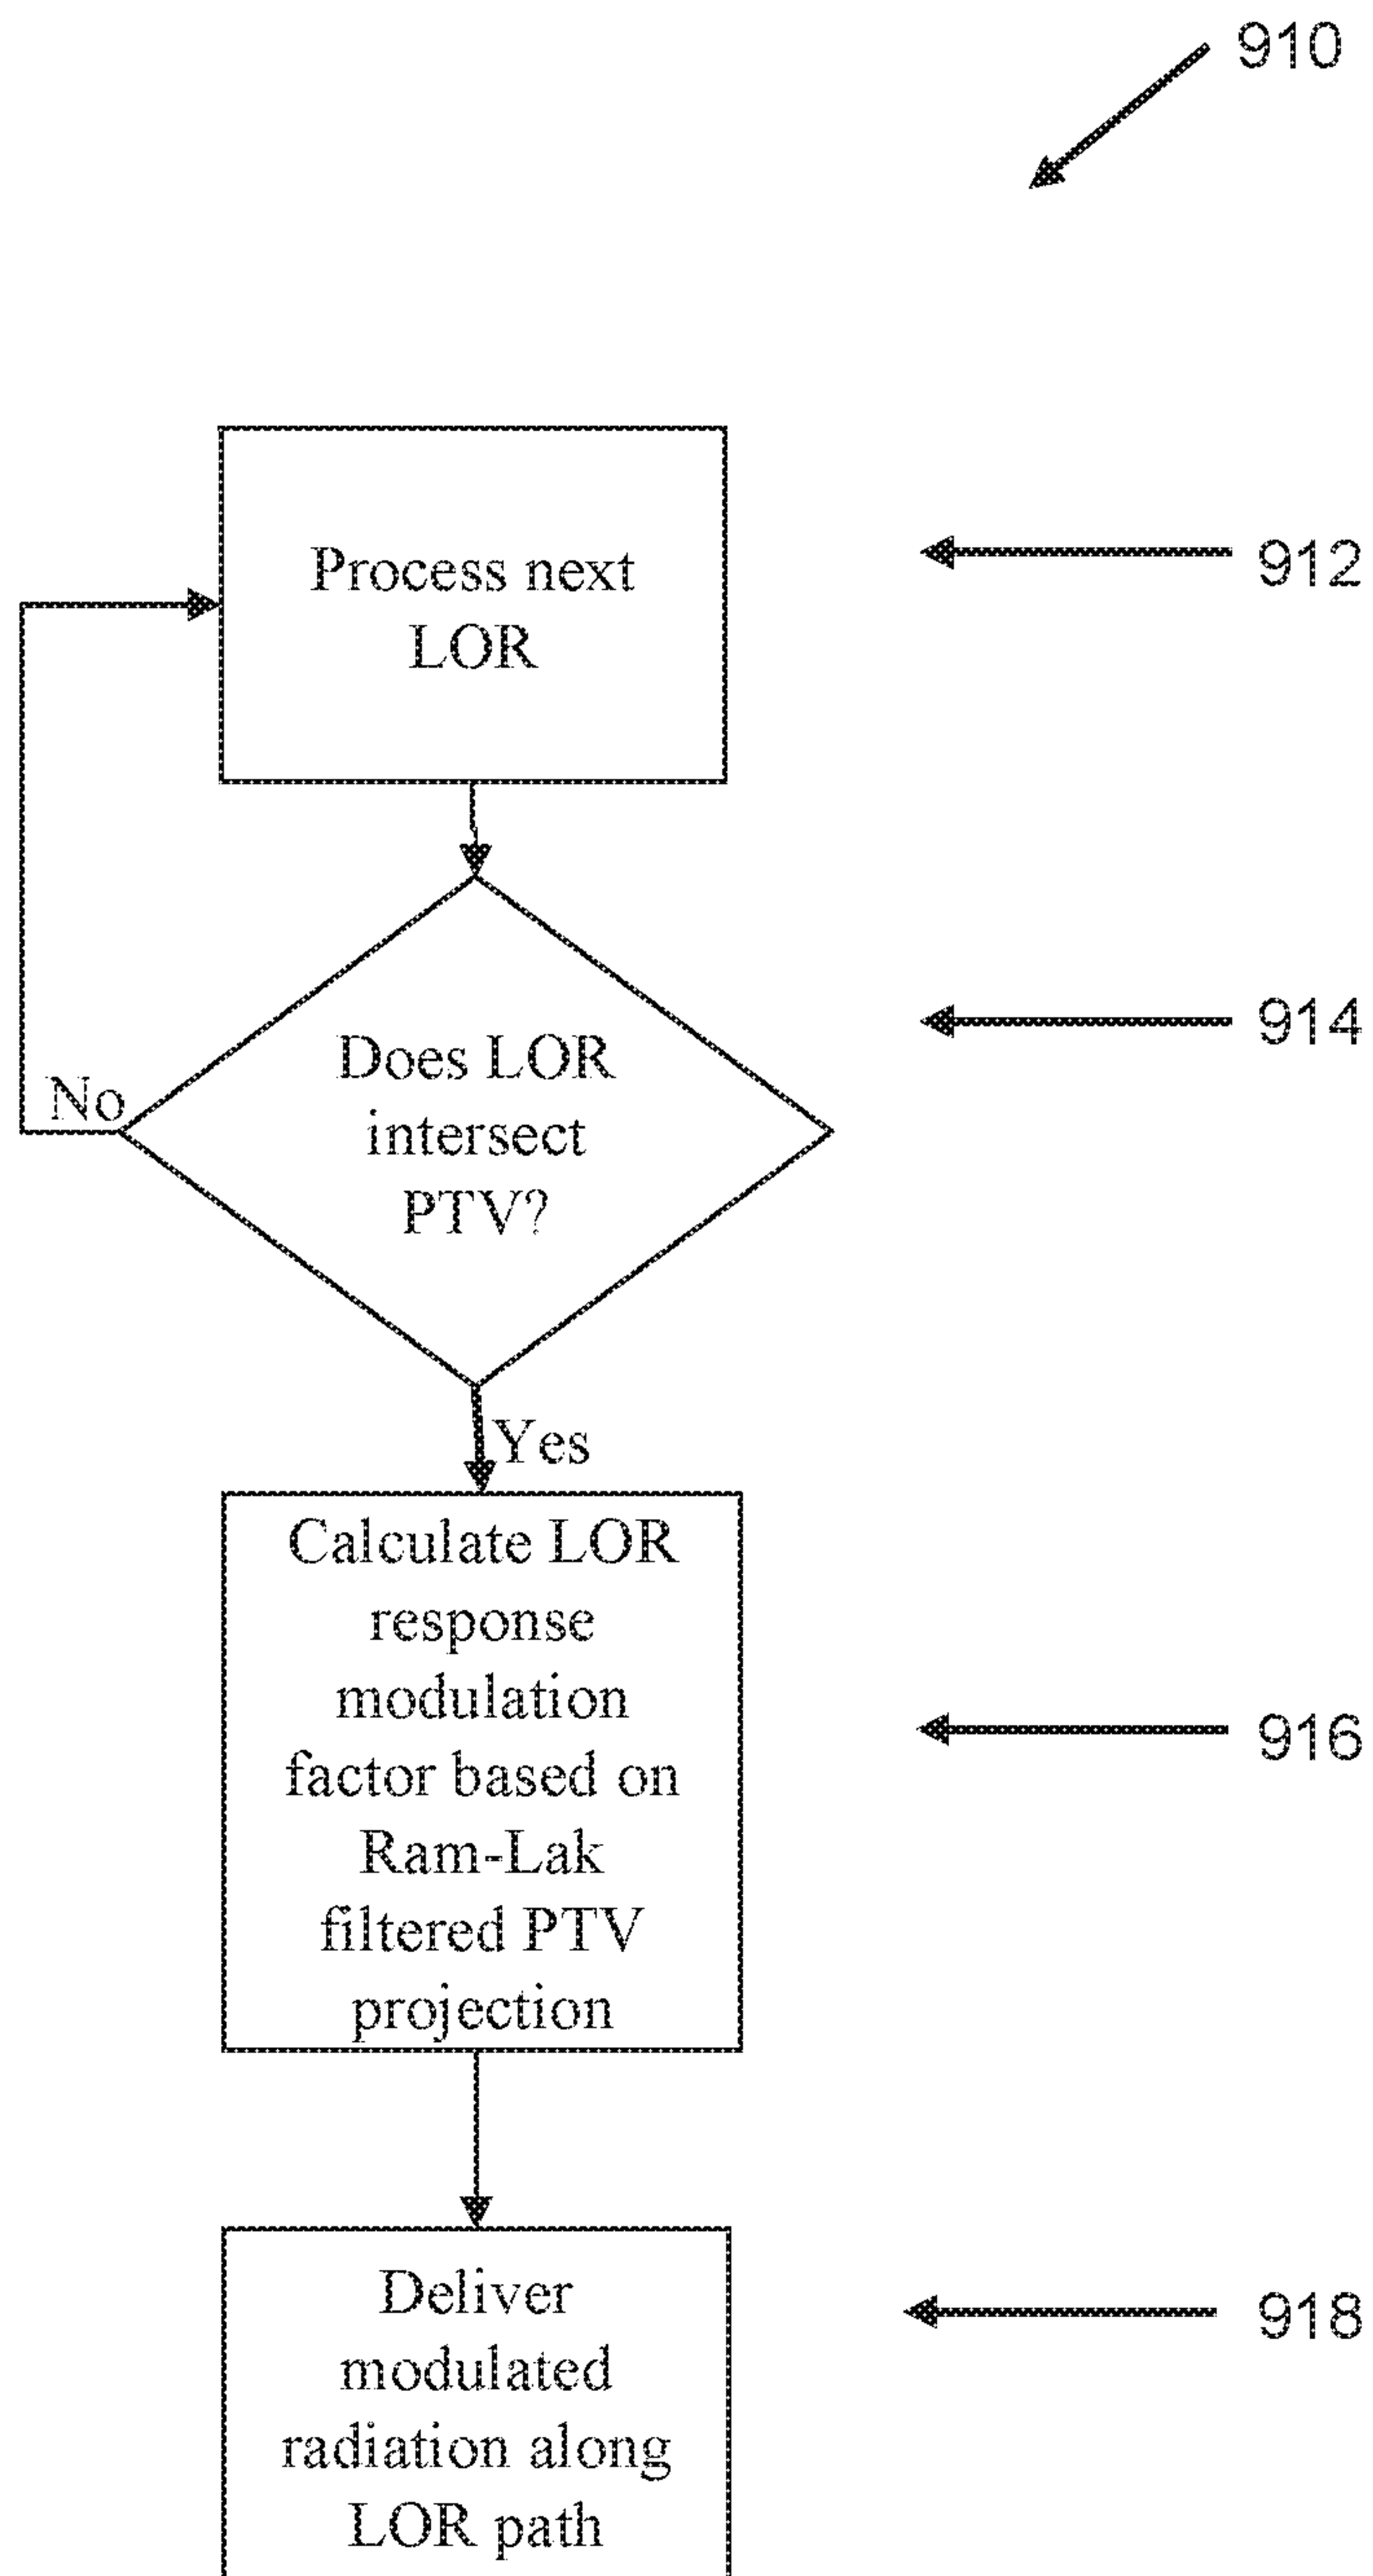 910
Process next
LOR
912
Does LOR
intersect
PTV?
914
No
Yes
Calculate LOR
response
modulation
factor based on
Ram-Lak
filtered PTV
projection
916
Deliver
modulated
radiation along
LOR path
918